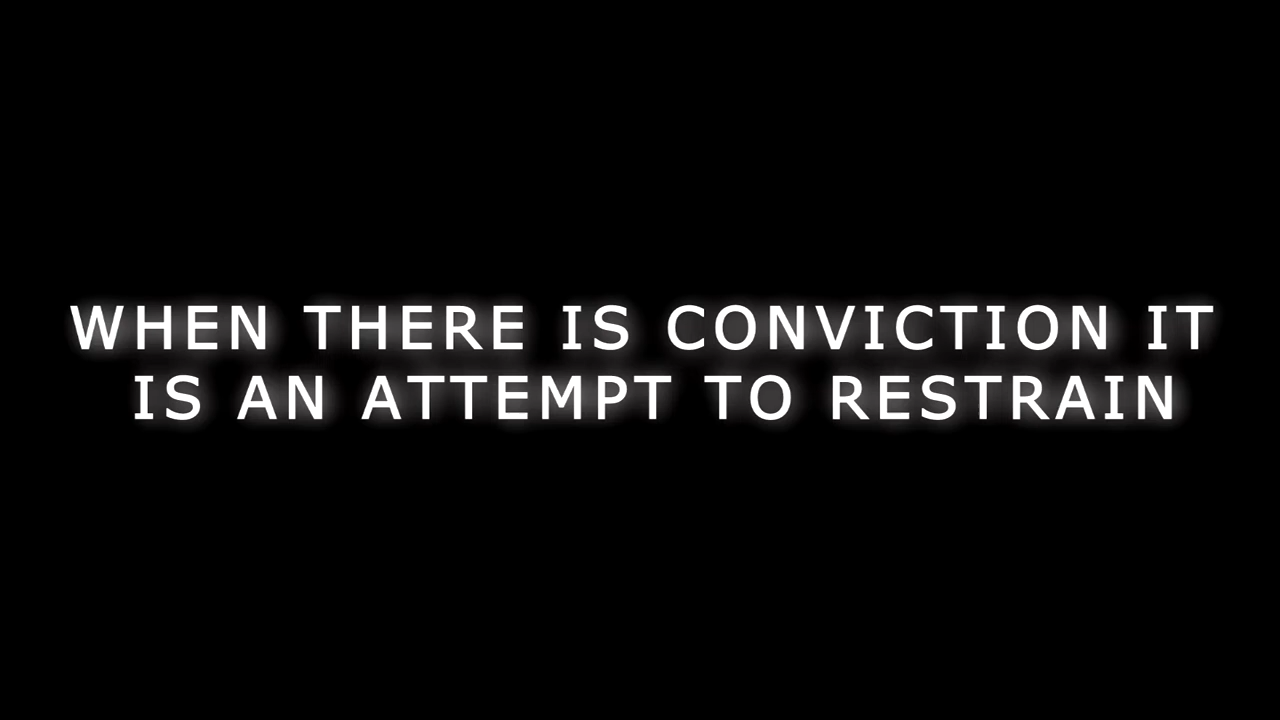 WHEN THERE IS CONVICTION IT
IS AN ATTEMPT TO RESTRAIN